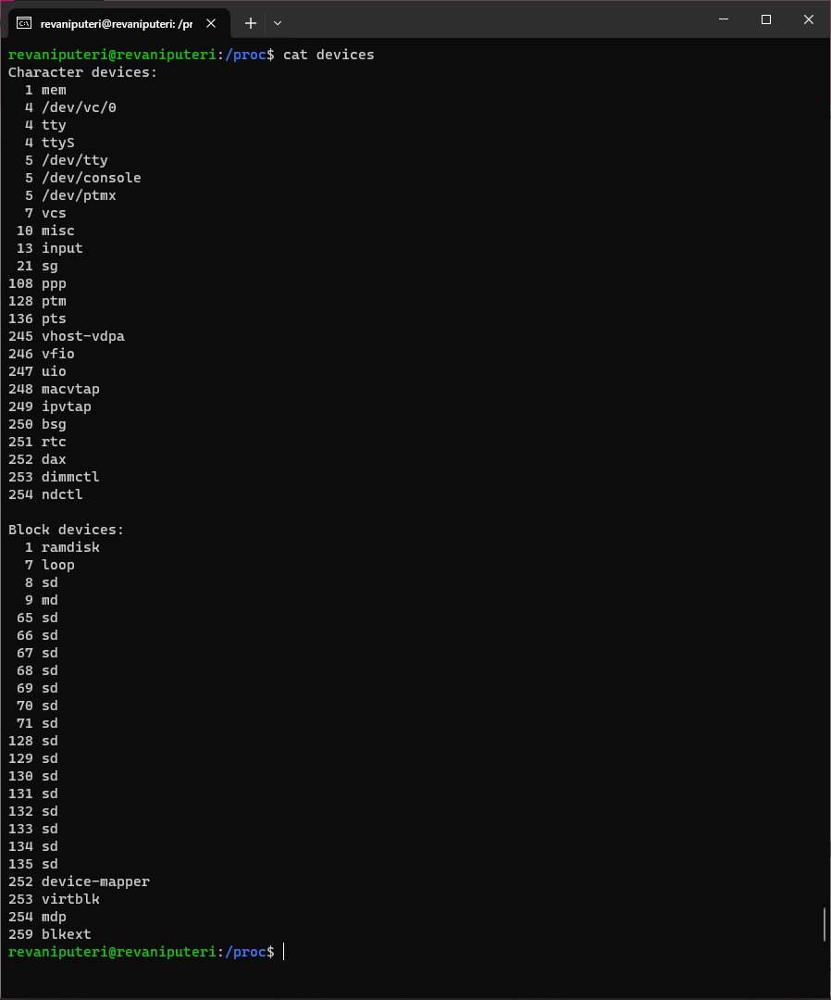 revaniputeri@revaniputeri: /pr
revaniputeri@revaniputeri:/proc$ cat devices
Character devices:
  1 mem
  4 /dev/vc/0
  4 tty
  4 ttyS
  5 /dev/tty
  5 /dev/console
  5 /dev/ptmx
  7 vcs
 10 misc
 13 input
 21 sg
108 ppp
128 ptm
136 pts
245 vhost-vdpa
246 vfio
247 uio
248 macvtap
249 ipvtap
250 bsg
251 rtc
252 dax
253 dimmctl
254 ndctl

Block devices:
  1 ramdisk
  7 loop
  8 sd
  9 md
 65 sd
 66 sd
 67 sd
 68 sd
 69 sd
 70 sd
 71 sd
128 sd
129 sd
130 sd
131 sd
132 sd
133 sd
134 sd
135 sd
252 device-mapper
253 virtblk
254 mdp
259 blkext
revaniputeri@revaniputeri:/proc$